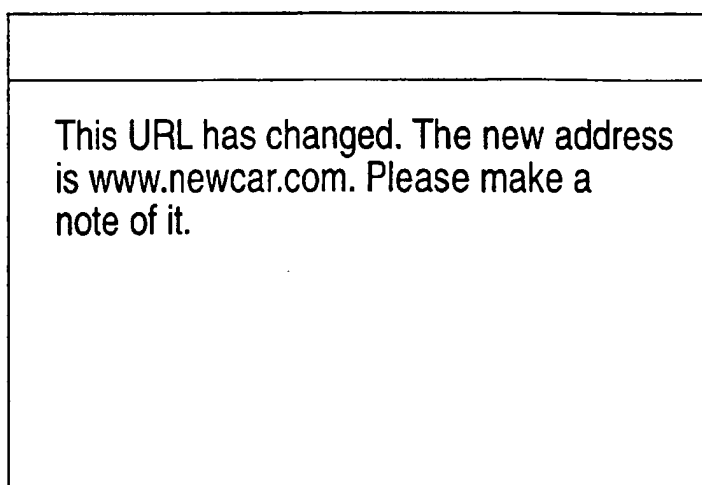 This URL has changed. The new address
is www.newcar.com. Please make a
note of it.